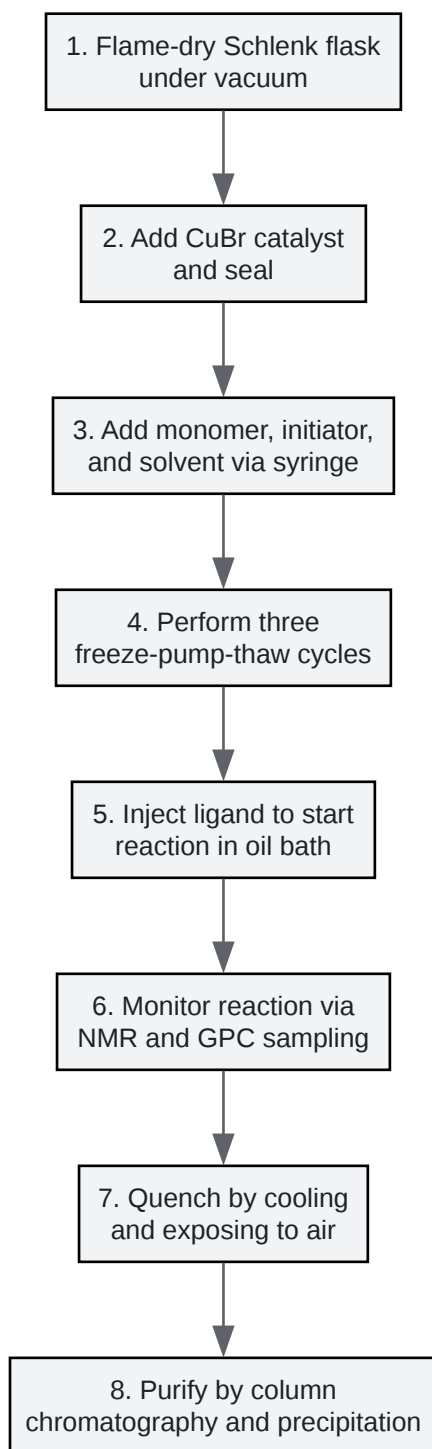 1. Flame-dry Schlenk flask
under vacuum
2. Add CuBr catalyst
and seal
3. Add monomer, initiator,
and solvent via syringe
4. Perform three
freeze-pump-thaw cycles
5. Inject ligand to start
reaction in oil bath
6. Monitor reaction via
NMR and GPC sampling
7. Quench by cooling
and exposing to air
8. Purify by column
chromatography and precipitation